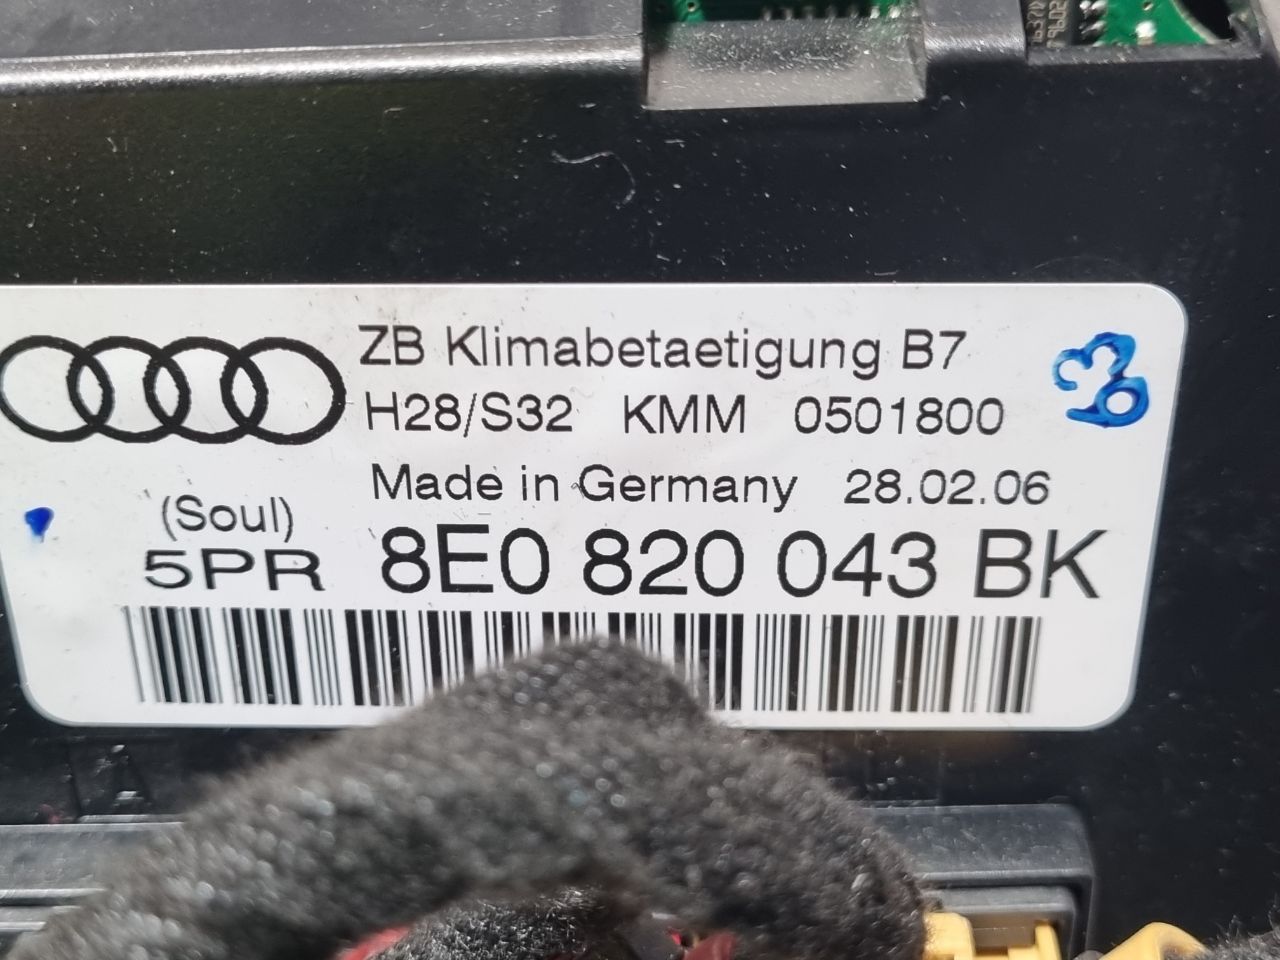 ZB Klimabetaetigung B7
H28/S32 KMM 0501800
Made in Germany 28.02.06
(Soul)
5PR 8E0 820 043 BK